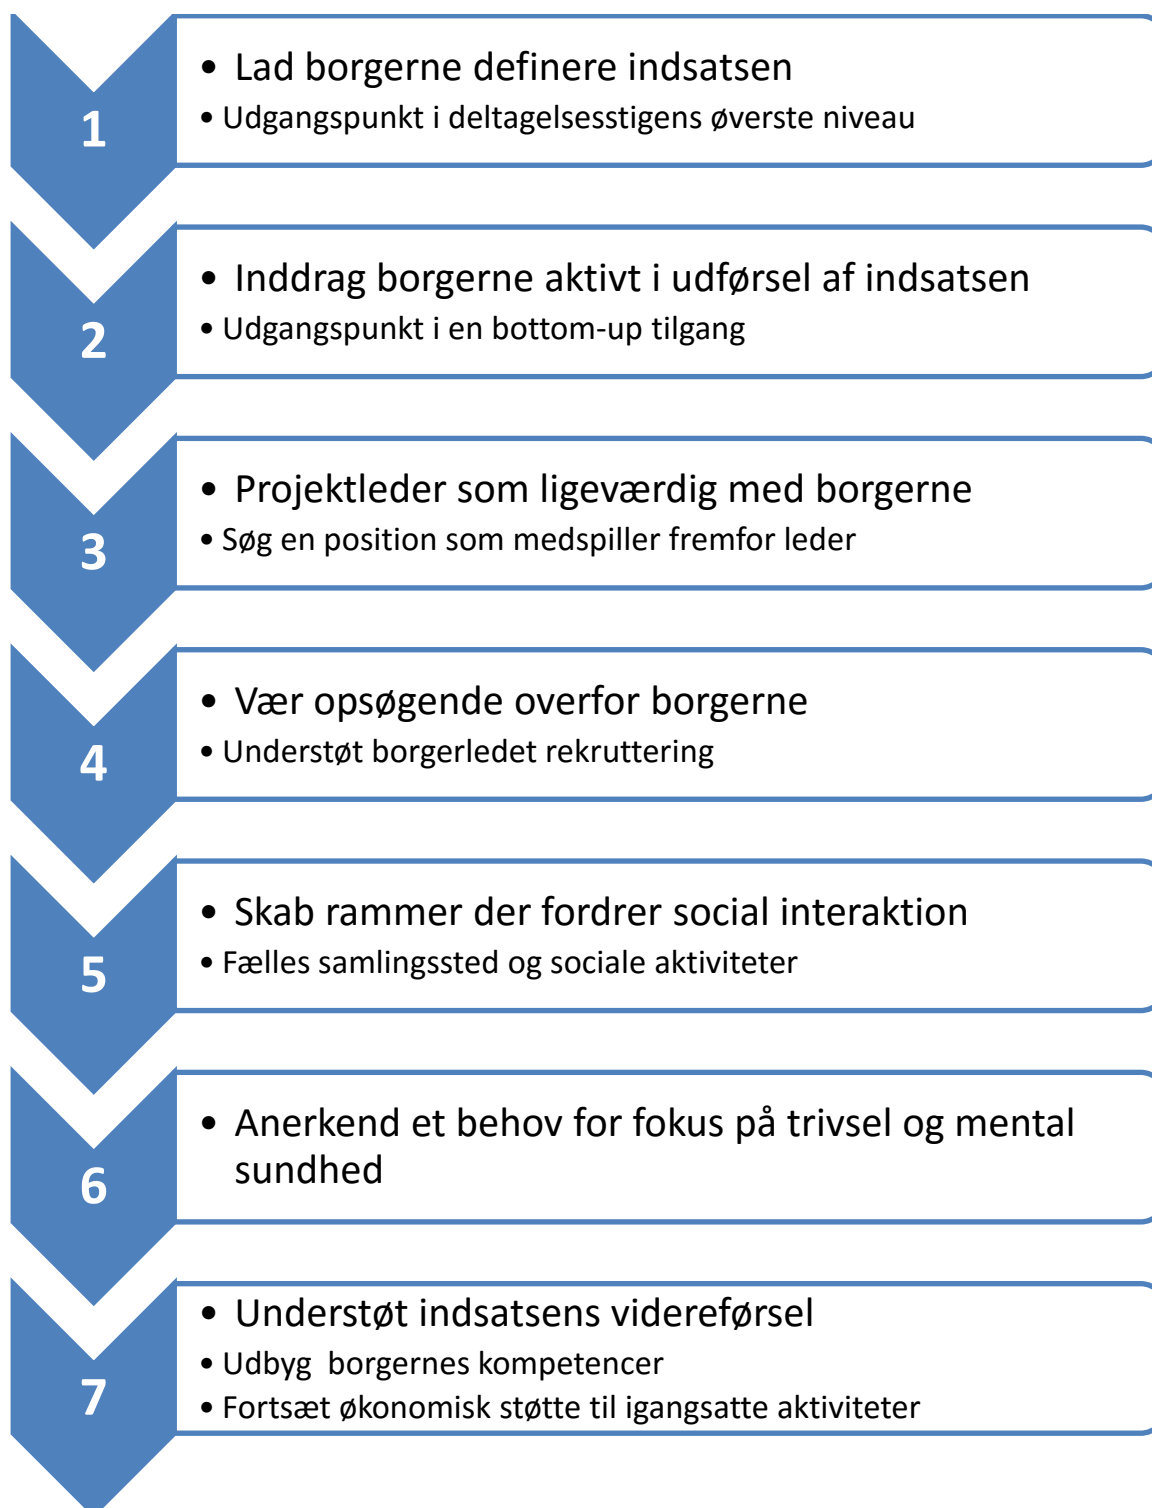 1
• Lad borgerne definere indsatsen
• Udgangspunkt i deltagelsesstigens øverste niveau
2
• Inddrag borgerne aktivt i udførsel af indsatsen
• Udgangspunkt i en bottom-up tilgang
3
• Projektleder som ligeværdig med borgerne
• Søg en position som medspiller fremfor leder
4
• Vær opsøgende overfor borgerne
• Understøt borgerledet rekruttering
5
• Skab rammer der fordrer social interaktion
• Fælles samlingssted og sociale aktiviteter
6
• Anerkend et behov for fokus på trivsel og mental
sundhed
7
• Understøt indsatsens videreførsel
• Udbyg  borgernes kompetencer
• Fortsæt økonomisk støtte til igangsatte aktiviteter